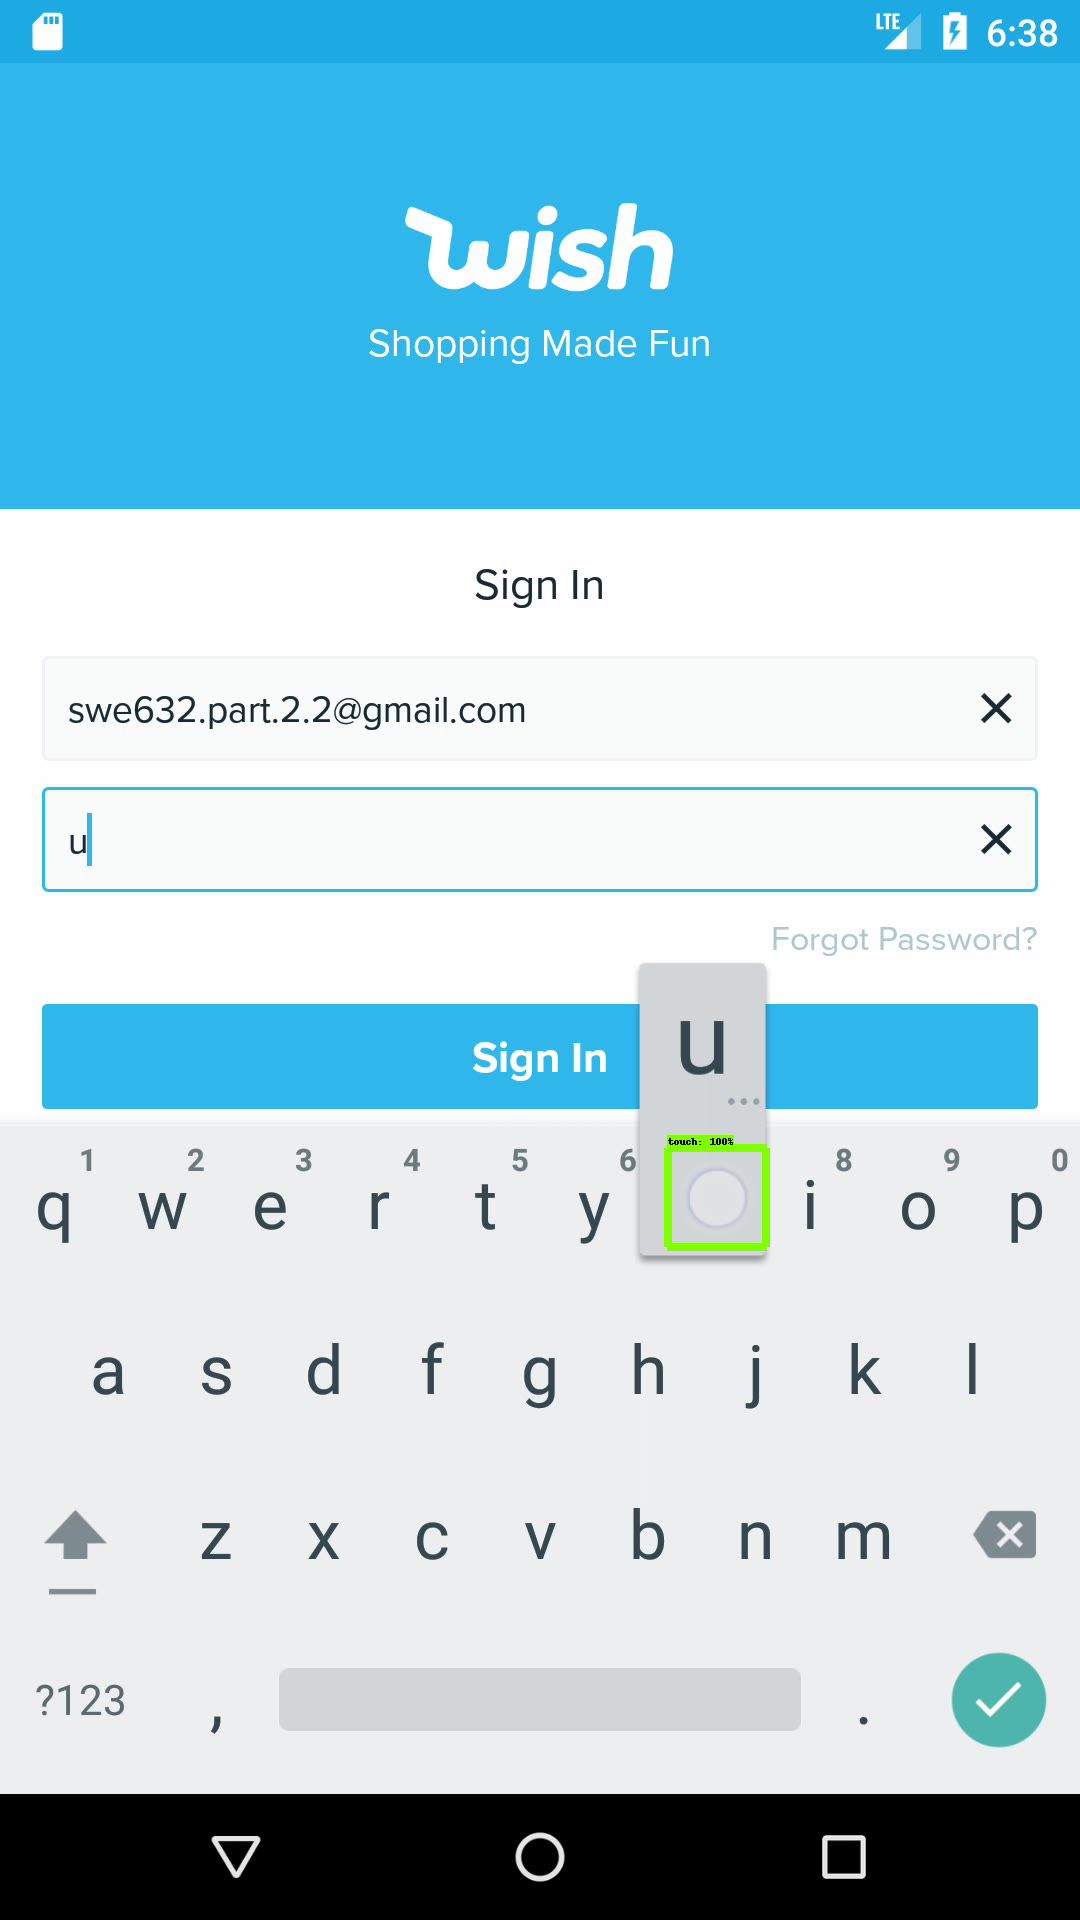 LTE 6:38
wish
Shopping Made Fun
Sign In
swe632.part.2.2@gmail.com
u
Forgot Password?
Sign In
u
...
touch: 100%
1 2 3 4 5 6 8 9 0
q w e r t y i o p
a s d f g h j k l
z x c v b n m
?123 , .